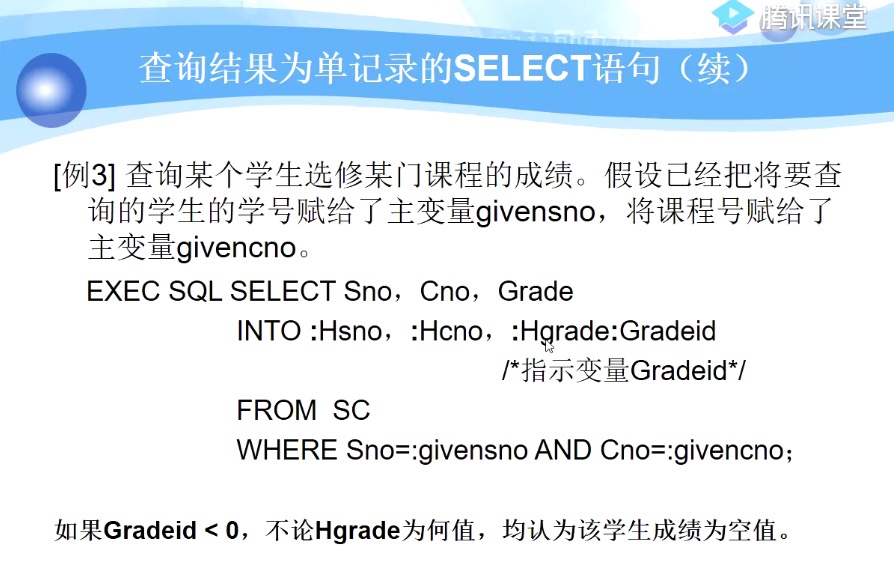 腾讯课堂
查询结果为单记录的SELECT语句（续）
[例3] 查询某个学生选修某门课程的成绩。假设已经把将要查
询的学生的学号赋给了主变量givensno，将课程号赋给了
主变量givencno。
EXEC SQL SELECT Sno，Cno，Grade
INTO :Hsno，:Hcno，:Hgrade:Gradeid
/*指示变量Gradeid*/
FROM SC
WHERE Sno=:givensno AND Cno=:givencno；
如果Gradeid < 0，不论Hgrade为何值，均认为该学生成绩为空值。